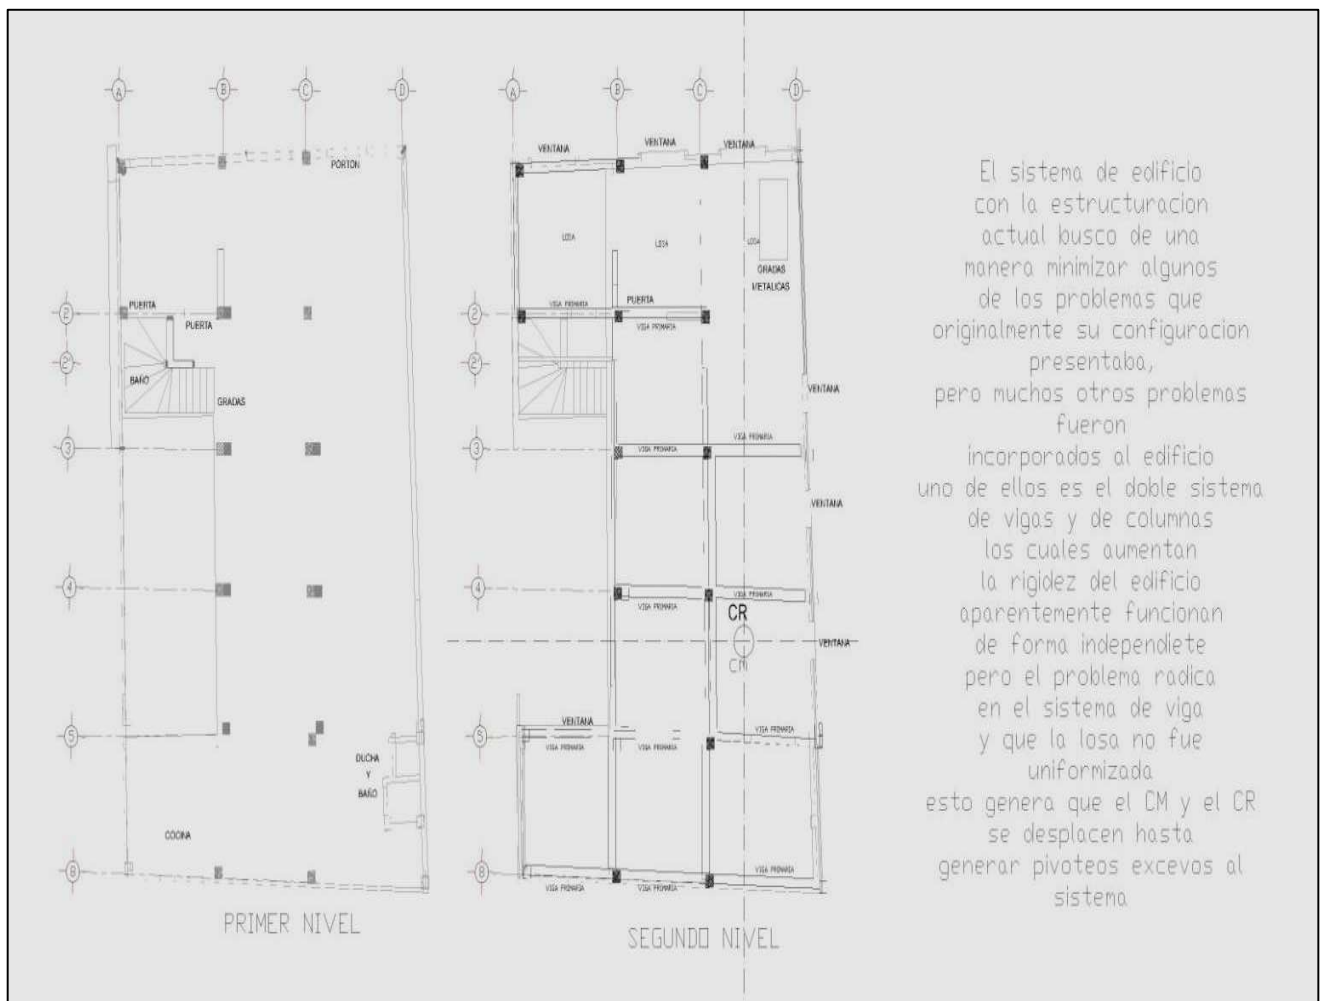 A B C D
A B C D
VENTANA
VENTANA
VENTANA
PORTON
LOSA
LOSA
LOSA
GRADAS
METALICAS
PUERTA
PUERTA
2
2'
BAÑO
GRADAS
3
4
5
DUCHA
Y
BAÑO
COCINA
PRIMER NIVEL
VIGA PRIMARIA
PUERTA
VIGA PRIMARIA
2
2'
VENTANA
3
VIGA PRIMARIA
VIGA PRIMARIA
VENTANA
4
VIGA PRIMARIA
VIGA PRIMARIA
CR
CM
VENTANA
5
VENTANA
VIGA PRIMARIA
VIGA PRIMARIA
VIGA PRIMARIA
VIGA PRIMARIA
VIGA PRIMARIA
VIGA PRIMARIA
SEGUNDO NIVEL
El sistema de edificio
con la estructuracion
actual busco de una
manera minimizar algunos
de los problemas que
originalmente su configuracion
presentaba,
pero muchos otros problemas
fueron
incorporados al edificio
uno de ellos es el doble sistema
de vigas y de columnas
los cuales aumentan
la rigidez del edificio
aparentemente funcionan
de forma independiete
pero el problema radica
en el sistema de viga
y que la losa no fue
uniformizada
esto genera que el CM y el CR
se desplacen hasta
generar pivoteos excevos al
sistema